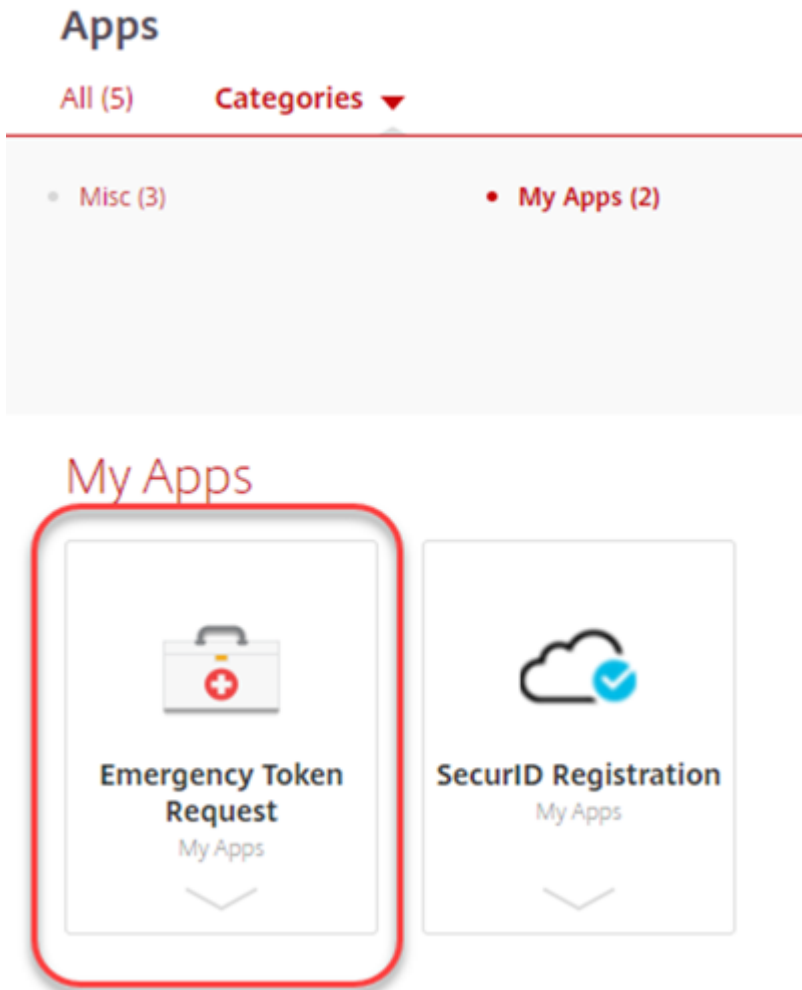 Apps
All (5) Categories
Misc (3) My Apps (2)
My Apps
Emergency Token
Request
My Apps
SecurID Registration
My Apps